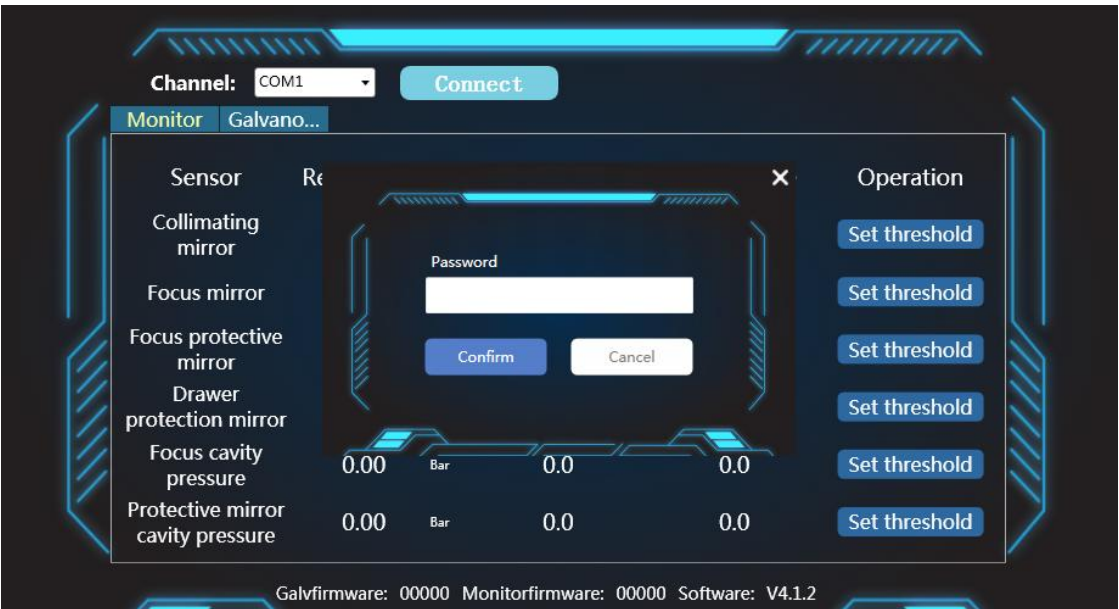 Channel: COM1 Connect
Monitor Galvano...
Sensor Re Operation
Collimating
mirror
Set threshold
Focus mirror Set threshold
Focus protective
mirror
Set threshold
Drawer
protection mirror
Set threshold
Focus cavity
pressure
0.00 Bar 0.0 0.0 Set threshold
Protective mirror
cavity pressure
0.00 Bar 0.0 0.0 Set threshold
Password
Confirm Cancel
Galvfirmware: 00000 Monitorfirmware: 00000 Software: V4.1.2